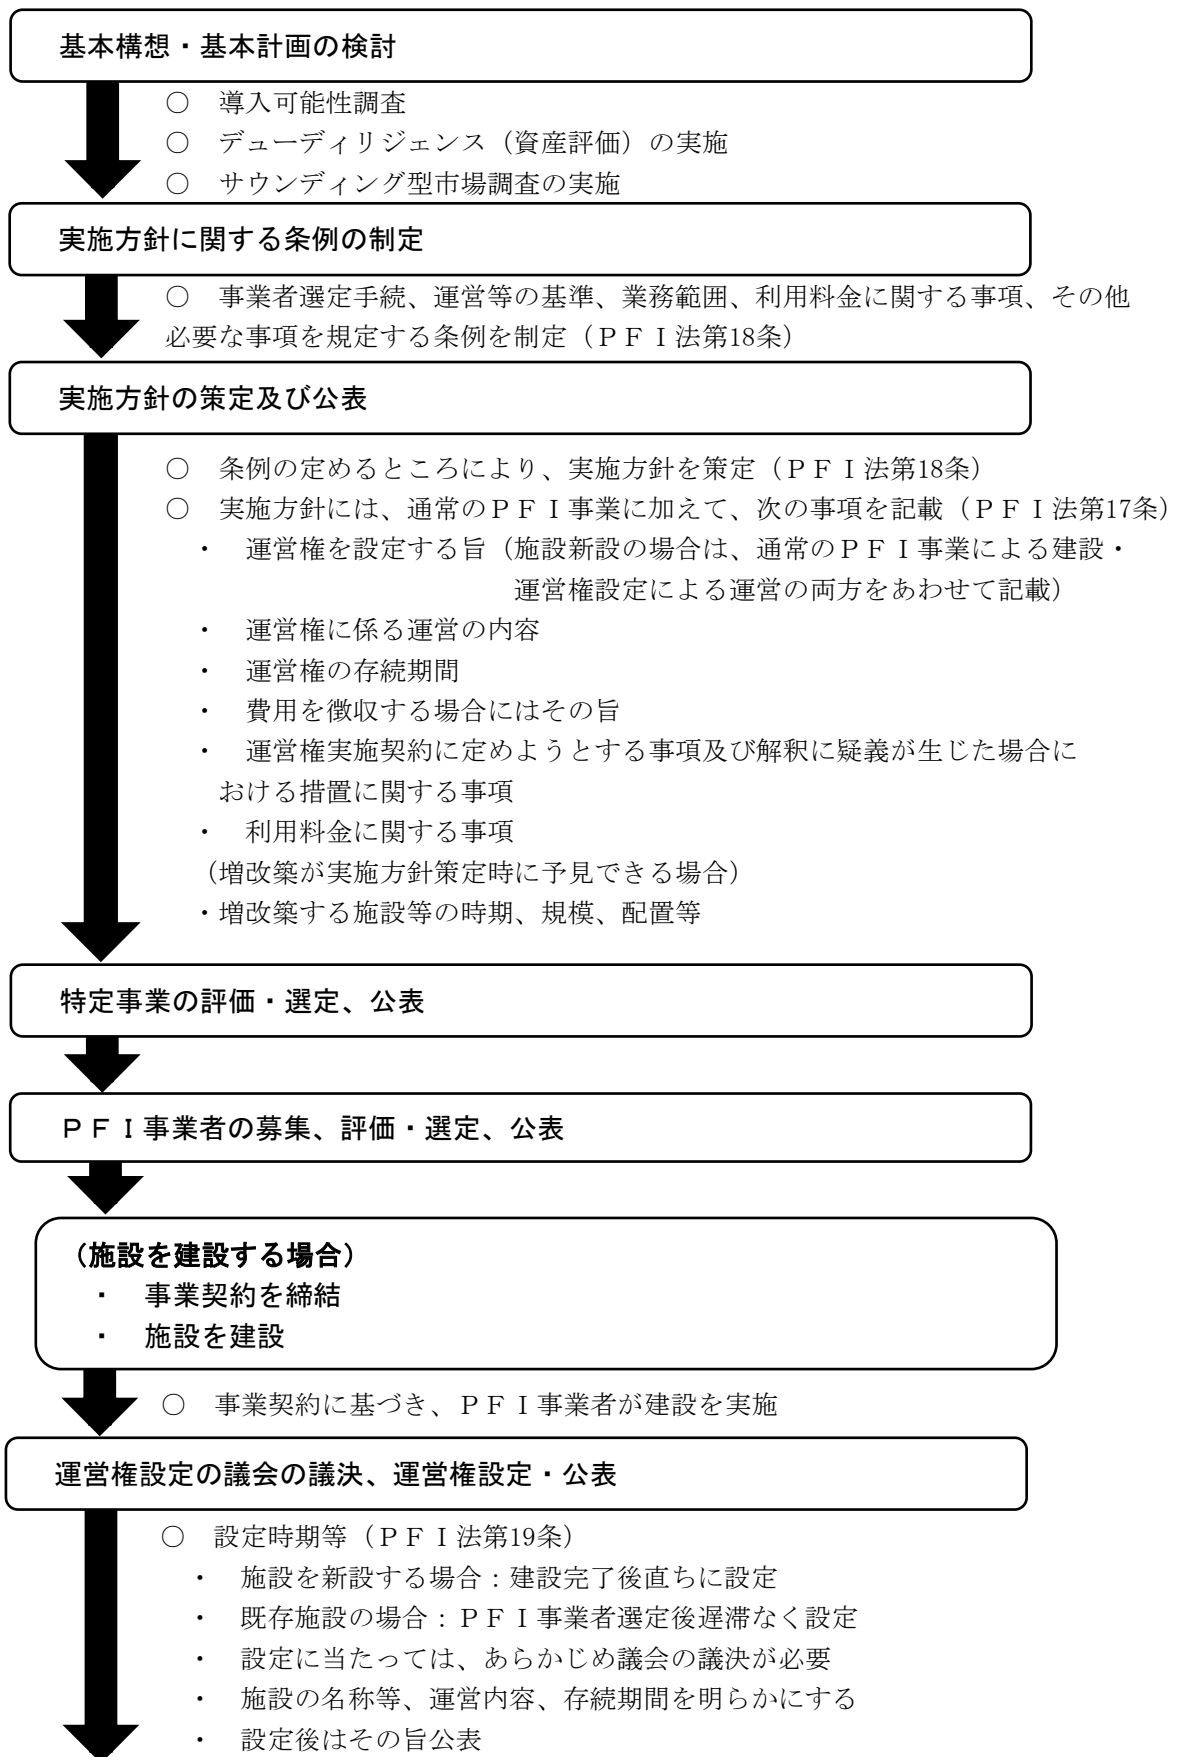 基本構想・基本計画の検討
○　導入可能性調査
○　デューディリジェンス（資産評価）の実施
○　サウンディング型市場調査の実施
実施方針に関する条例の制定
○　事業者選定手続、運営等の基準、業務範囲、利用料金に関する事項、その他
必要な事項を規定する条例を制定（ＰＦＩ法第18条）
実施方針の策定及び公表
○　条例の定めるところにより、実施方針を策定（ＰＦＩ法第18条）
○　実施方針には、通常のＰＦＩ事業に加えて、次の事項を記載（ＰＦＩ法第17条）
・　運営権を設定する旨（施設新設の場合は、通常のＰＦＩ事業による建設・
運営権設定による運営の両方をあわせて記載）
・　運営権に係る運営の内容
・　運営権の存続期間
・　費用を徴収する場合にはその旨
・　運営権実施契約に定めようとする事項及び解釈に疑義が生じた場合に
おける措置に関する事項
・　利用料金に関する事項
（増改築が実施方針策定時に予見できる場合）
・増改築する施設等の時期、規模、配置等
特定事業の評価・選定、公表
ＰＦＩ事業者の募集、評価・選定、公表
（施設を建設する場合）
・　事業契約を締結
・　施設を建設
○　事業契約に基づき、ＰＦＩ事業者が建設を実施
運営権設定の議会の議決、運営権設定・公表
○　設定時期等（ＰＦＩ法第19条）
・　施設を新設する場合：建設完了後直ちに設定
・　既存施設の場合：ＰＦＩ事業者選定後遅滞なく設定
・　設定に当たっては、あらかじめ議会の議決が必要
・　施設の名称等、運営内容、存続期間を明らかにする
・　設定後はその旨公表